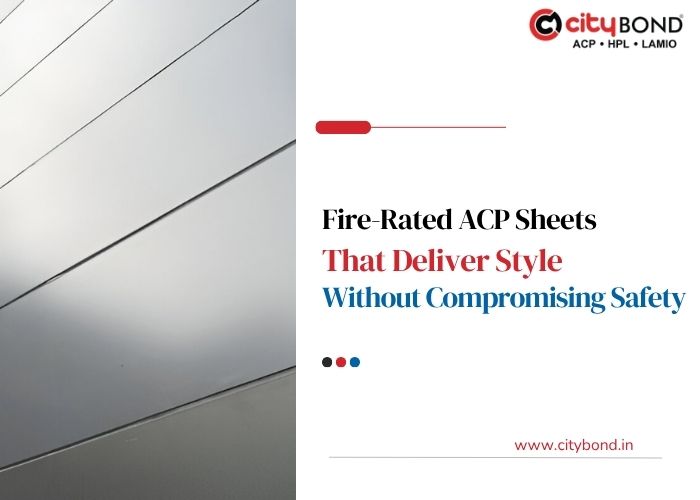 cityBOND®
ACP • HPL • LAMIO
Fire-Rated ACP Sheets
That Deliver Style
Without Compromising Safety
www.citybond.in